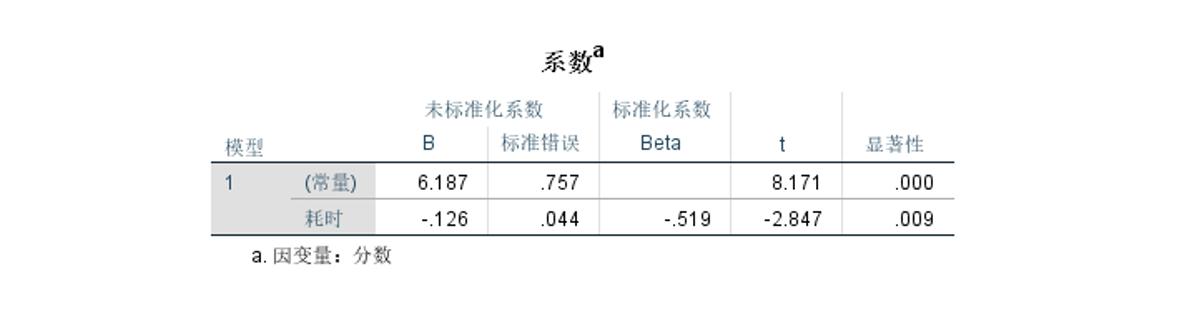 系数a
未标准化系数 标准化系数
模型 B 标准错误 Beta t 显著性
1 (常量) 6.187 .757 8.171 .000
耗时 -.126 .044 -.519 -2.847 .009
a. 因变量：分数